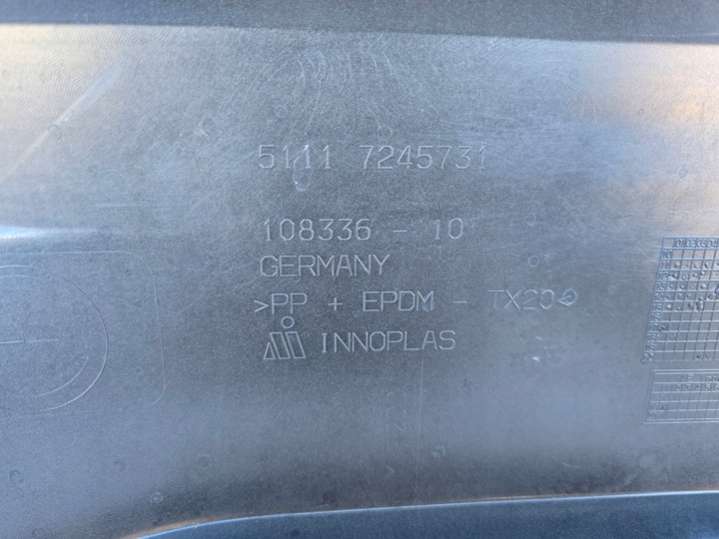 5111 7245731
108336 - 10
GERMANY
>PP + EPDM - TX20<
INNOPLAS